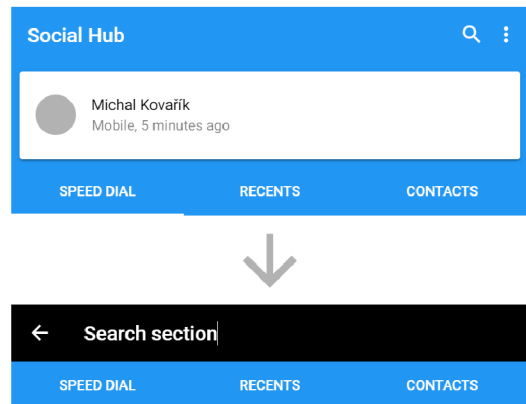 Social Hub
Michal Kovařík
Mobile, 5 minutes ago
SPEED DIAL RECENTS CONTACTS
Search section
SPEED DIAL RECENTS CONTACTS